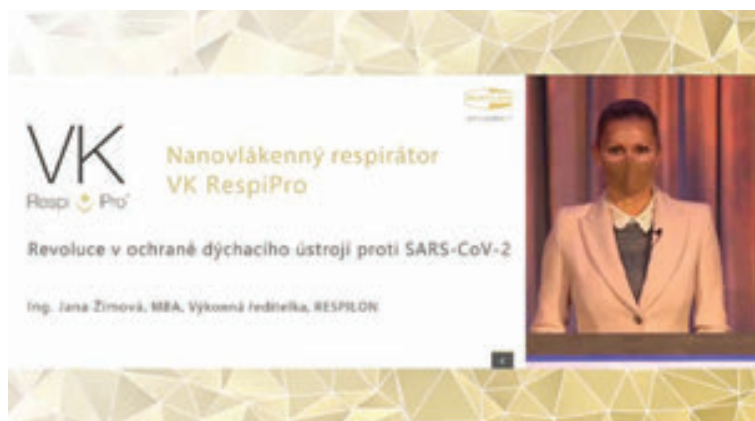 VK
Respi Pro
Nanovlákenný respirátor
VK RespiPro
Revoluce v ochraně dýchacího ústrojí proti SARS-CoV-2
Ing. Jana Žimová, MBA, Výkonná ředitelka, RESPILON